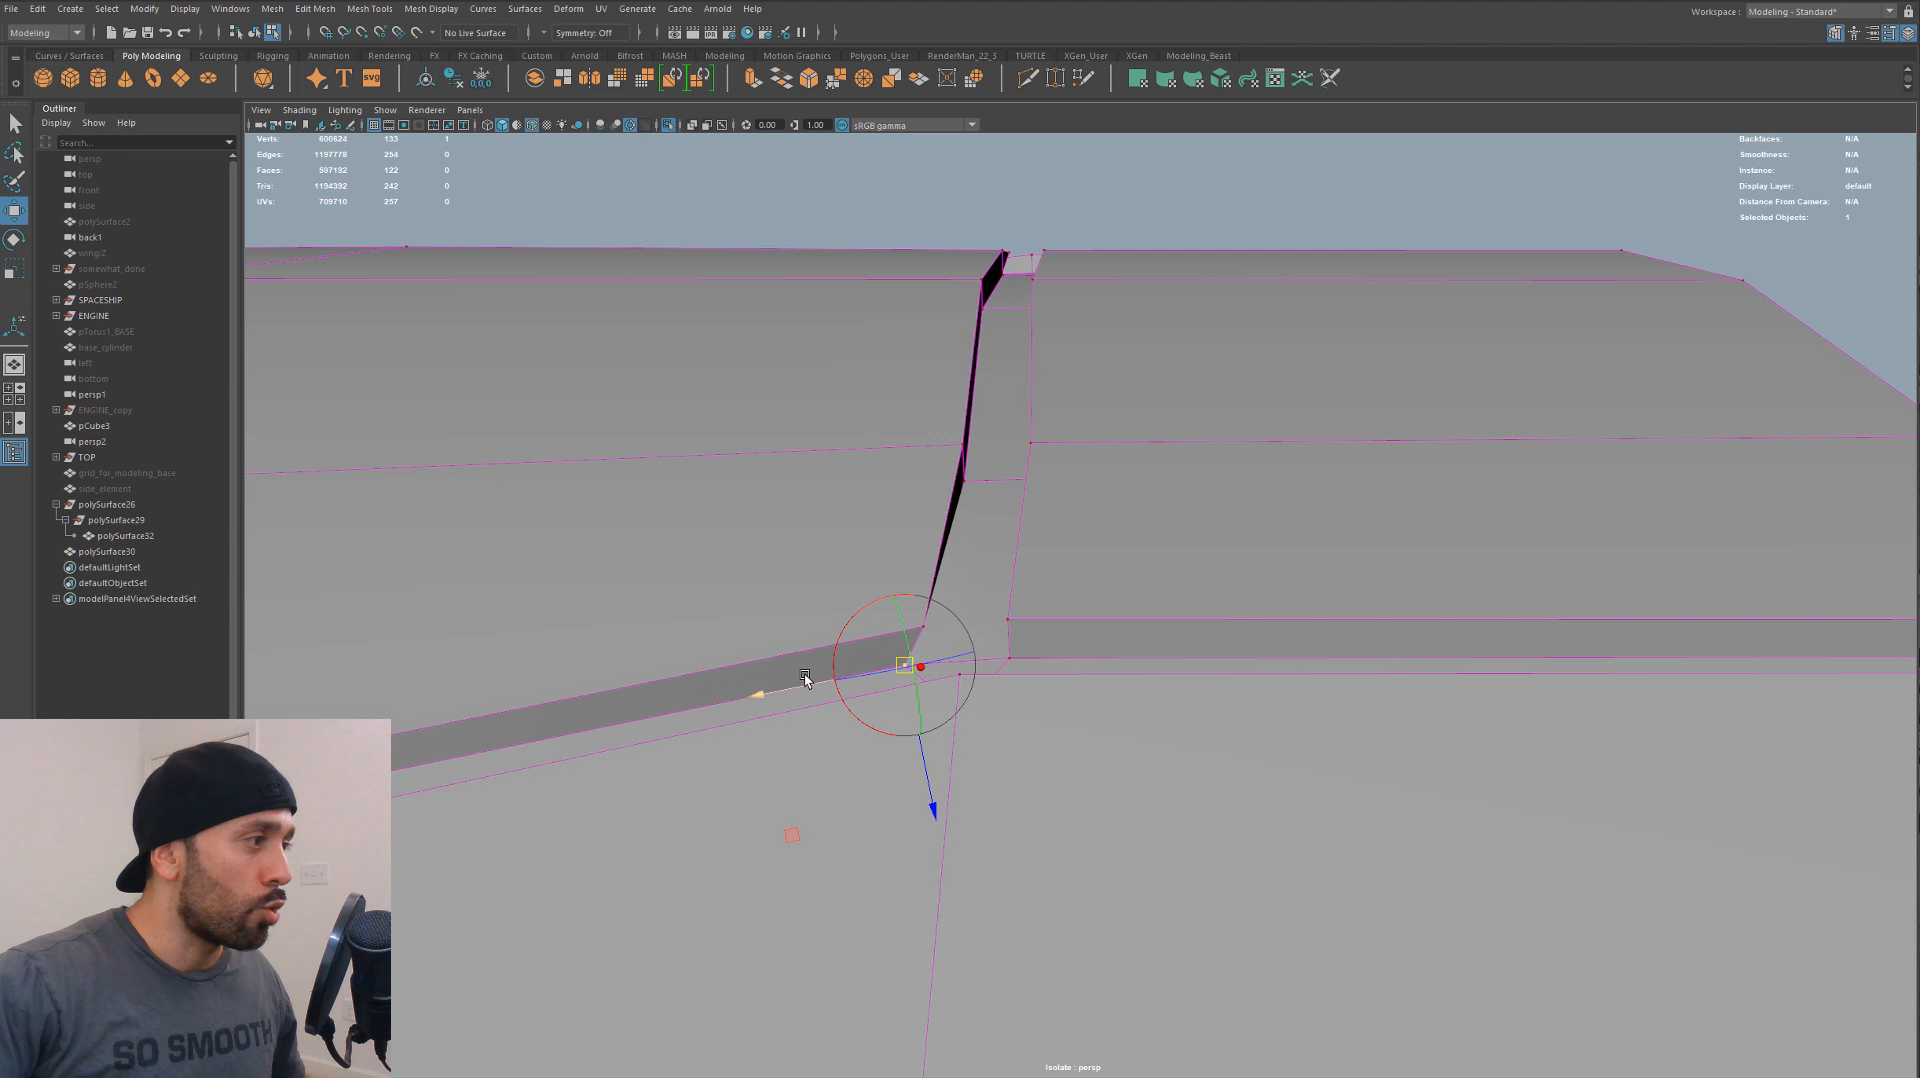 File Edit Create Select Modify Display Windows Mesh Edit Mesh Mesh Tools Mesh Display Curves Surfaces Deform UV Generate Cache Arnold Help
Workspace : Modeling - Standard*
Modeling No Live Surface Symmetry: Off
Curves / Surfaces Poly Modeling Sculpting Rigging Animation Rendering FX FX Caching Custom Arnold Bifrost MASH Modeling Motion Graphics Polygons_User RenderMan_22_3 TURTLE XGen_User XGen Modeling_Beast
T SVG 0,0,0
Outliner
Display Show Help
Search...
persp
top
front
side
polySurface2
back1
wing:Z
somewhat_done
pSphere2
SPACESHIP
ENGINE
pTorus1_BASE
base_cylinder
left
bottom
persp1
ENGINE_copy
pCube3
persp2
TOP
grid_for_modeling_base
side_element
polySurface26
polySurface29
polySurface32
polySurface30
defaultLightSet
defaultObjectSet
modelPanel4ViewSelectedSet
View Shading Lighting Show Renderer Panels
0.00 1.00 sRGB gamma
Verts: 600624 133 1
Edges: 1197778 254 0
Faces: 597192 122 0
Tris: 1194392 242 0
UVs: 709710 257 0
Backfaces: N/A
Smoothness: N/A
Instance: N/A
Display Layer: default
Distance From Camera: N/A
Selected Objects: 1
SO SMOOTH
Isolate : persp